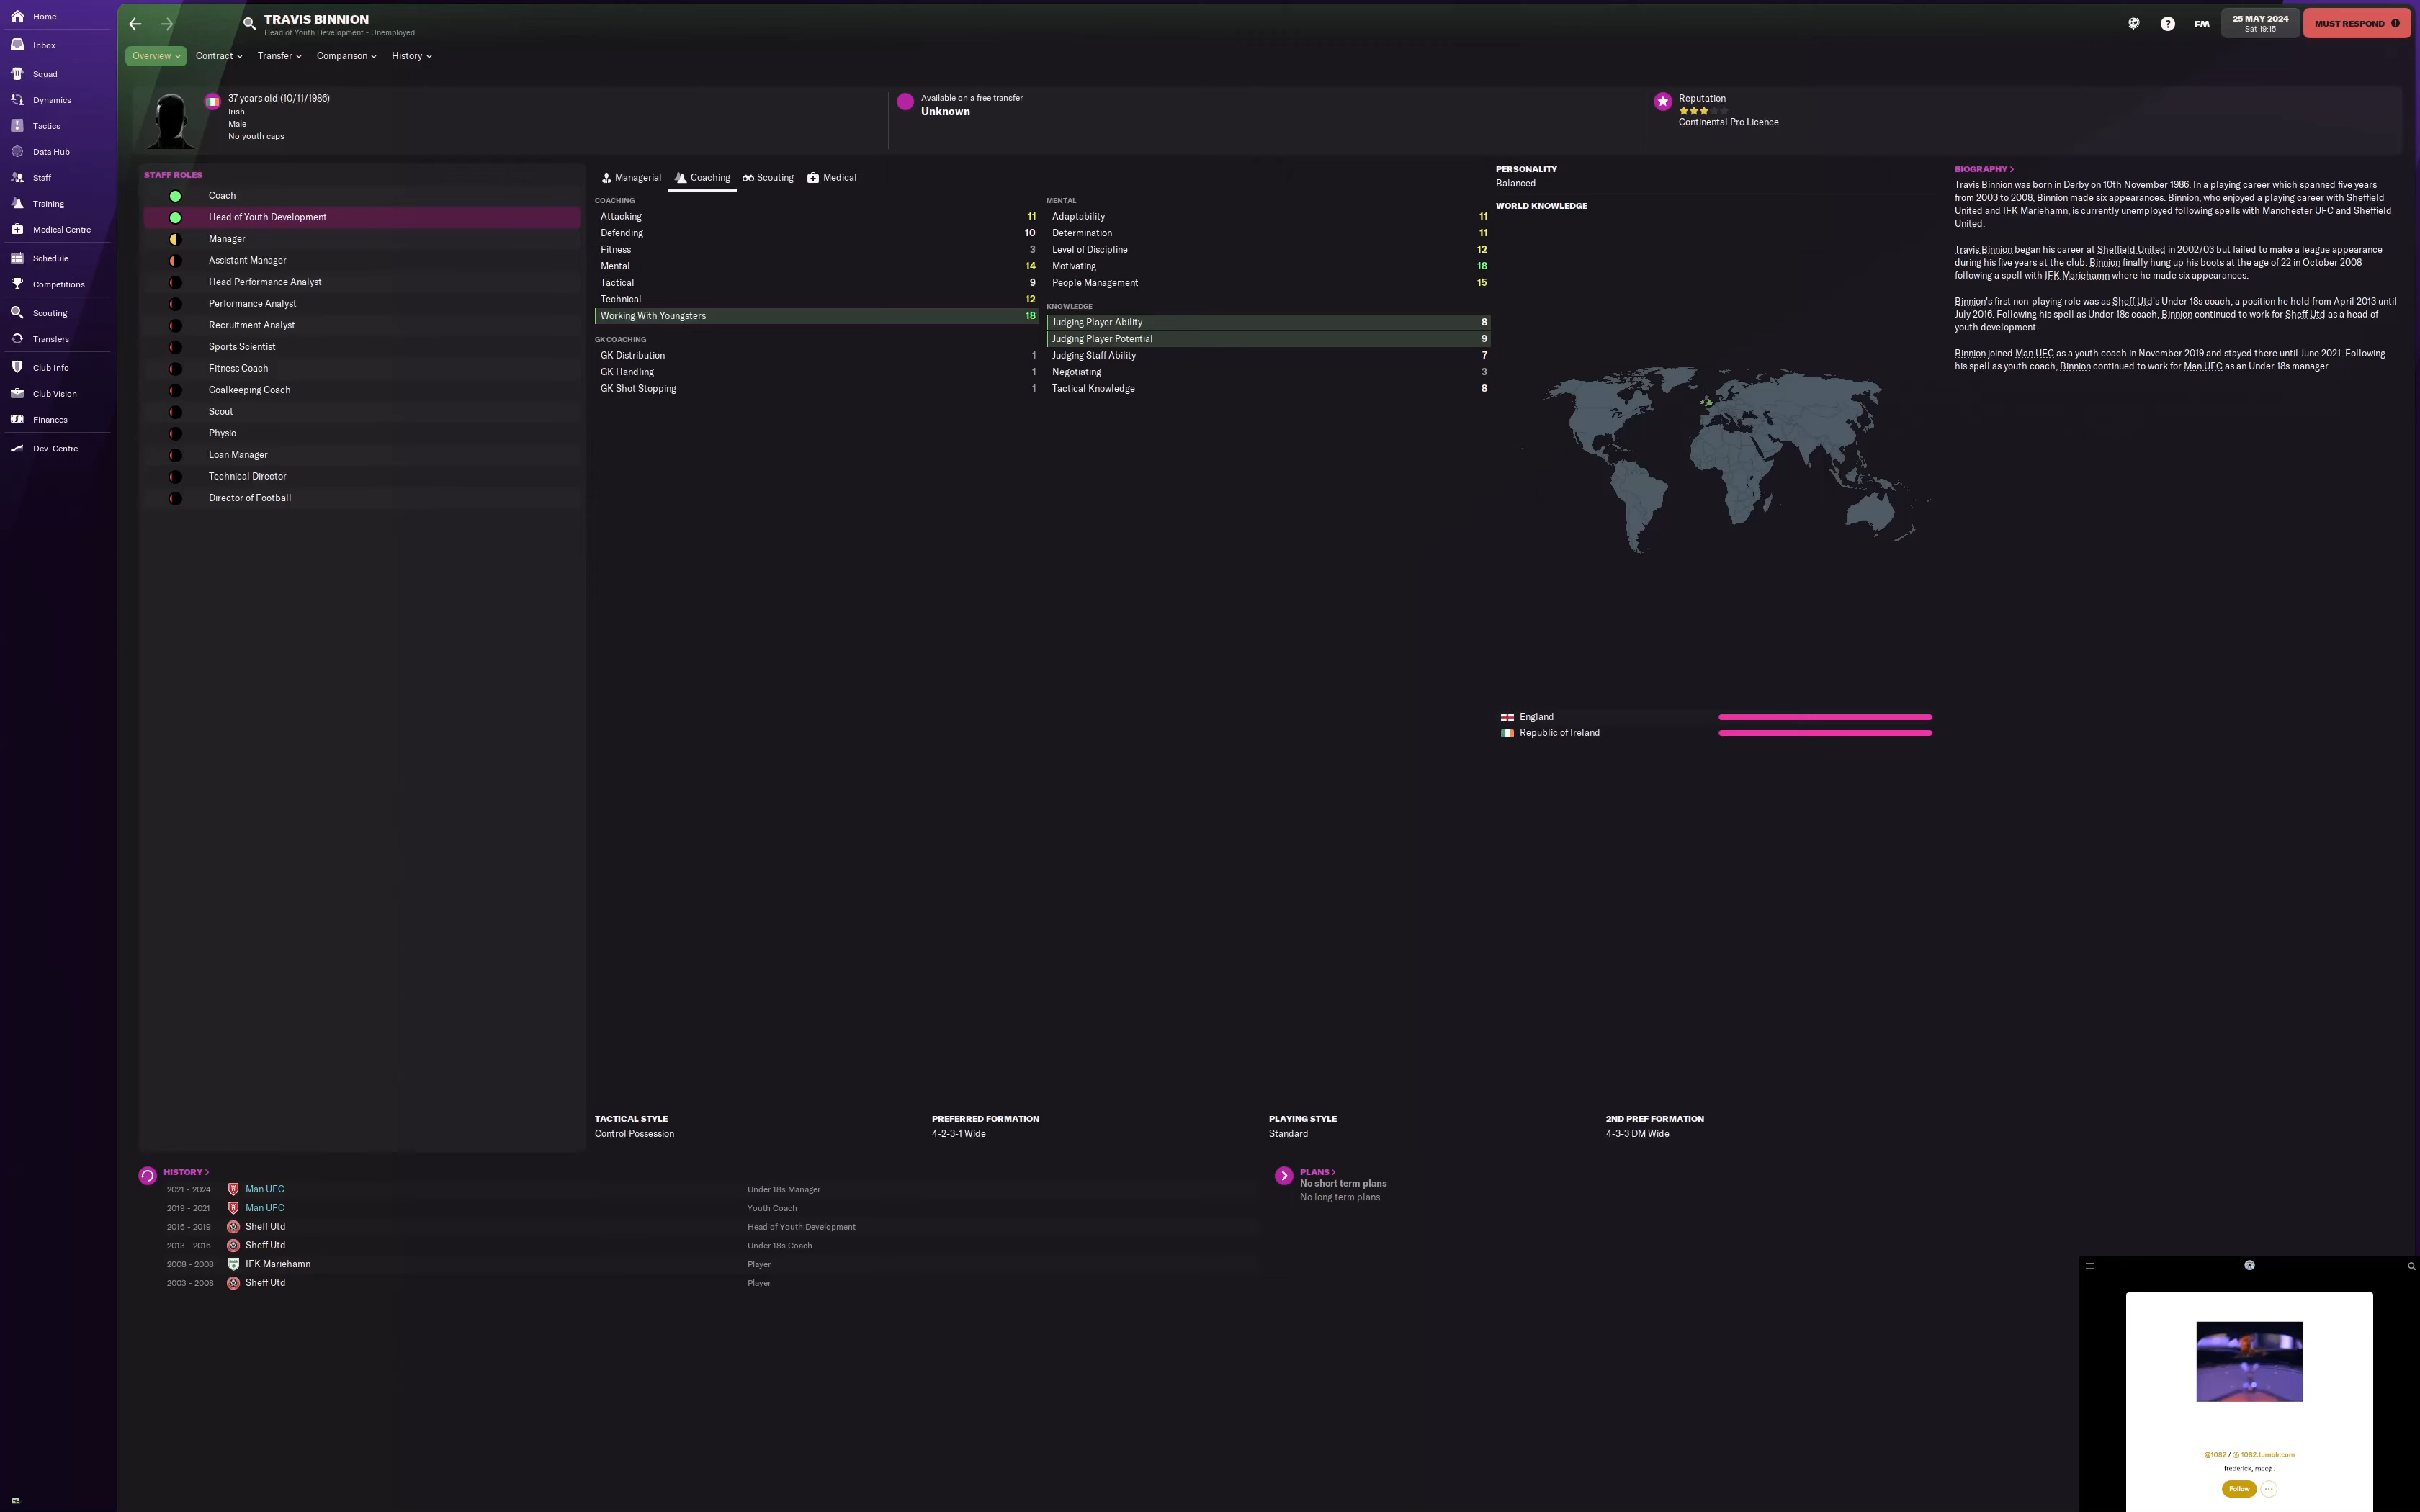 Home
Inbox
Squad
Dynamics
Tactics
Data Hub
Staff
Training
Medical Centre
Schedule
Competitions
Scouting
Transfers
Club Info
Club Vision
Finances
Dev. Centre
TRAVIS BINNION
Head of Youth Development - Unemployed
FM
25 MAY 2024
Sat 19:15
MUST RESPOND
Overview
Contract
Transfer
Comparison
History
37 years old (10/11/1986)
Irish
Male
No youth caps
Available on a free transfer
Unknown
Reputation
Continental Pro Licence
STAFF ROLES
Coach
Head of Youth Development
Manager
Assistant Manager
Head Performance Analyst
Performance Analyst
Recruitment Analyst
Sports Scientist
Fitness Coach
Goalkeeping Coach
Scout
Physio
Loan Manager
Technical Director
Director of Football
Managerial
Coaching
Scouting
Medical
COACHING
Attacking 11
Defending 10
Fitness 3
Mental 14
Tactical 9
Technical 12
Working With Youngsters 18
GK COACHING
GK Distribution 1
GK Handling 1
GK Shot Stopping 1
MENTAL
Adaptability 11
Determination 11
Level of Discipline 12
Motivating 18
People Management 15
KNOWLEDGE
Judging Player Ability 8
Judging Player Potential 9
Judging Staff Ability 7
Negotiating 3
Tactical Knowledge 8
PERSONALITY
Balanced
WORLD KNOWLEDGE
England
Republic of Ireland
BIOGRAPHY >
Travis Binnion was born in Derby on 10th November 1986. In a playing career which spanned five years
from 2003 to 2008, Binnion made six appearances. Binnion, who enjoyed a playing career with Sheffield
United and IFK Mariehamn, is currently unemployed following spells with Manchester UFC and Sheffield
United.
Travis Binnion began his career at Sheffield United in 2002/03 but failed to make a league appearance
during his five years at the club. Binnion finally hung up his boots at the age of 22 in October 2008
following a spell with IFK Mariehamn where he made six appearances.
Binnion's first non-playing role was as Sheff Utd's Under 18s coach, a position he held from April 2013 until
July 2016. Following his spell as Under 18s coach, Binnion continued to work for Sheff Utd as a head of
youth development.
Binnion joined Man UFC as a youth coach in November 2019 and stayed there until June 2021. Following
his spell as youth coach, Binnion continued to work for Man UFC as an Under 18s manager.
TACTICAL STYLE
Control Possession
PREFERRED FORMATION
4-2-3-1 Wide
PLAYING STYLE
Standard
2ND PREF FORMATION
4-3-3 DM Wide
HISTORY >
2021 - 2024 Man UFC Under 18s Manager
2019 - 2021 Man UFC Youth Coach
2016 - 2019 Sheff Utd Head of Youth Development
2013 - 2016 Sheff Utd Under 18s Coach
2008 - 2008 IFK Mariehamn Player
2003 - 2008 Sheff Utd Player
PLANS >
No short term plans
No long term plans
@1082 / 1082.tumblr.com
frederick,
Follow